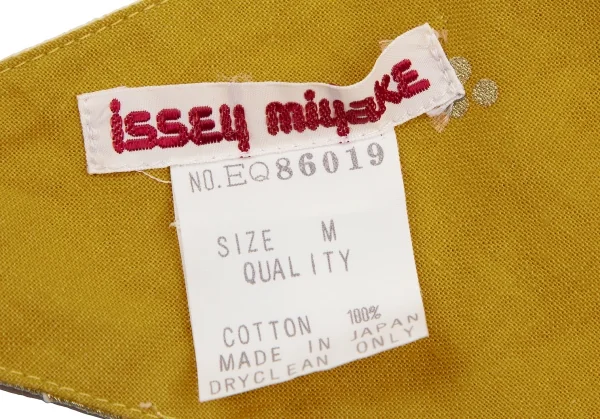 issey miyake
NO.EQ86019
SIZE M
QUALITY
COTTON 100%
MADE IN JAPAN
DRYCLEAN ONLY